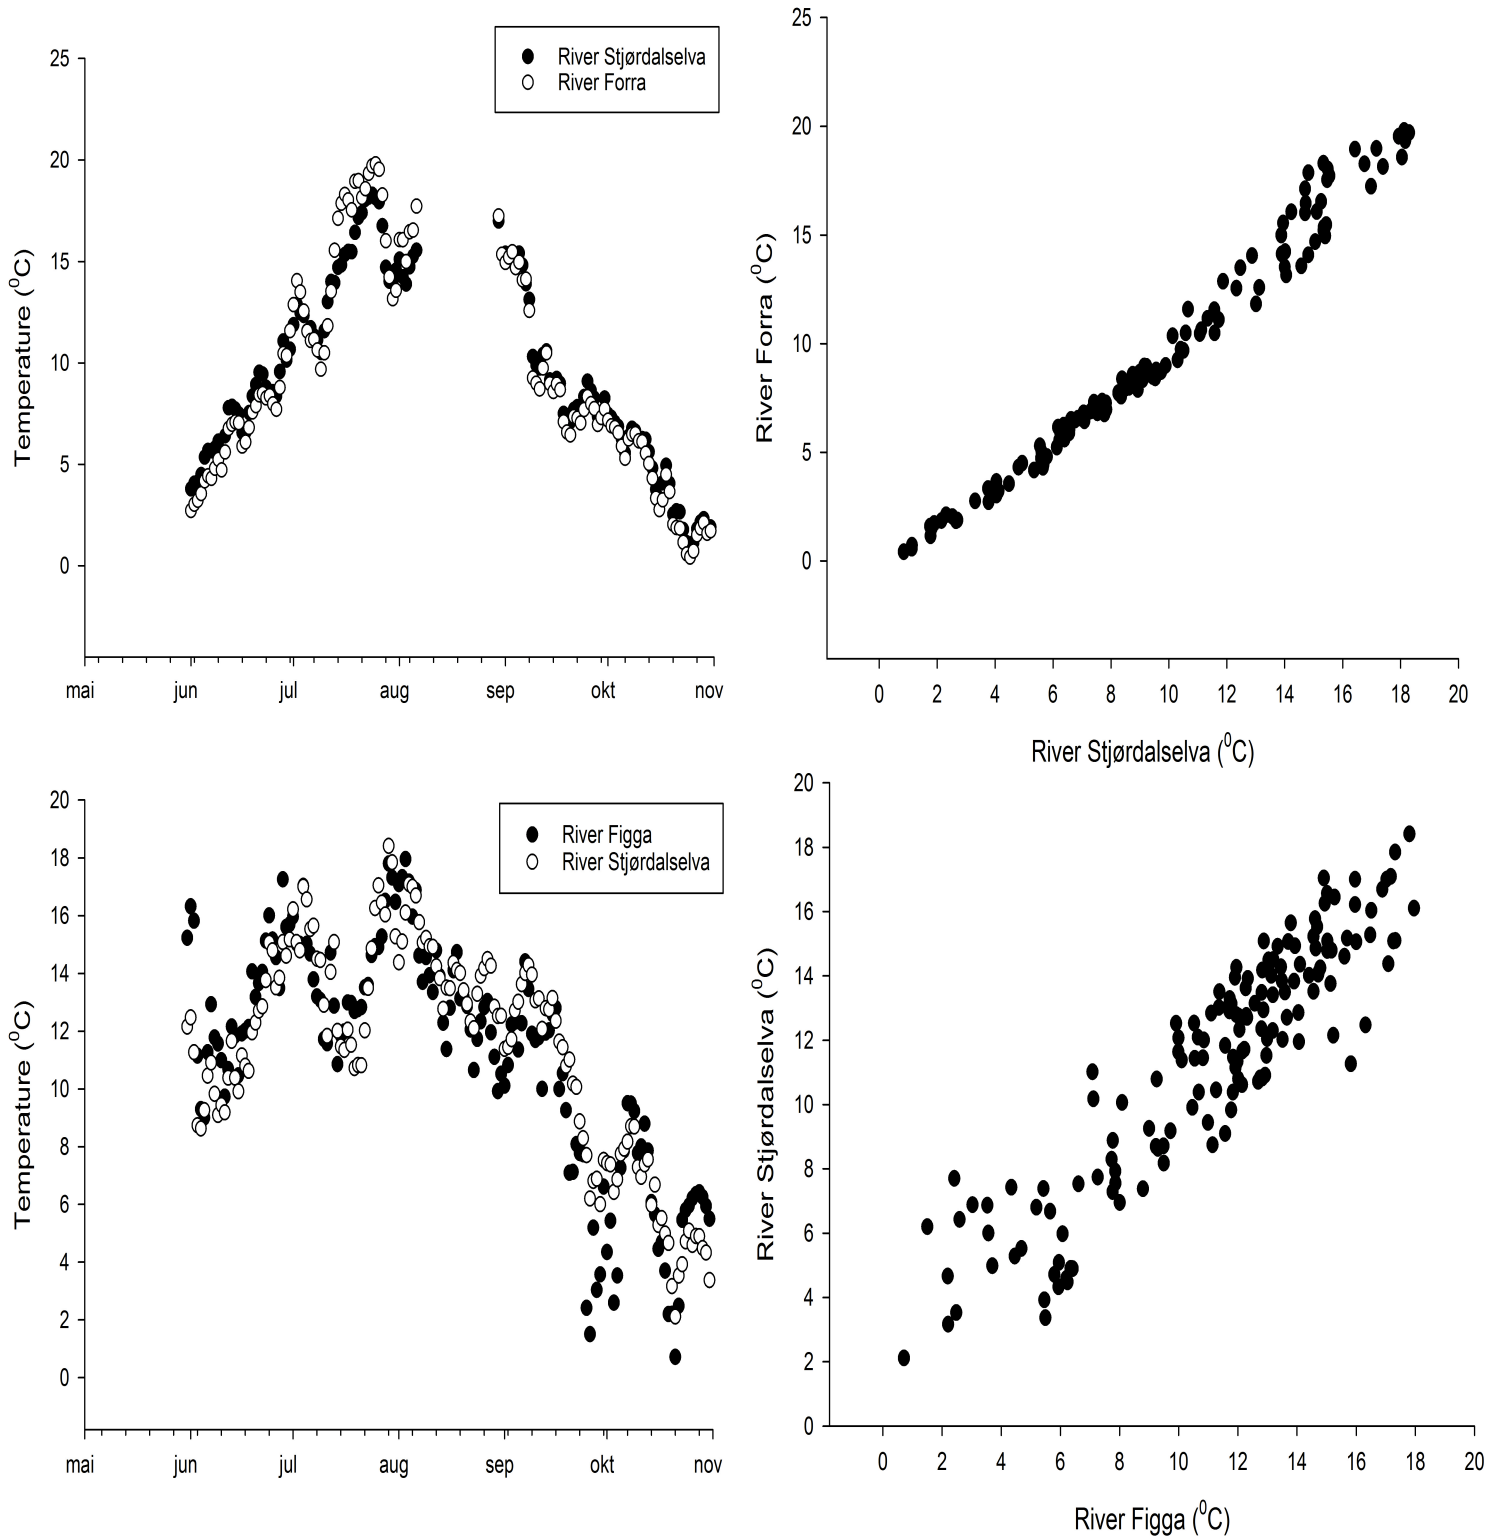 River Stjørdalselva
River Forra
25
20
15
10
5
0
Temperature (⁰C)
mai jun jul aug sep okt nov
25
20
15
10
5
0
River Forra (⁰C)
0 2 4 6 8 10 12 14 16 18 20
River Stjørdalselva (⁰C)
River Figga
River Stjørdalselva
20
18
16
14
12
10
8
6
4
2
0
Temperature (⁰C)
mai jun jul aug sep okt nov
20
18
16
14
12
10
8
6
4
2
0
River Stjørdalselva (⁰C)
0 2 4 6 8 10 12 14 16 18 20
River Figga (⁰C)